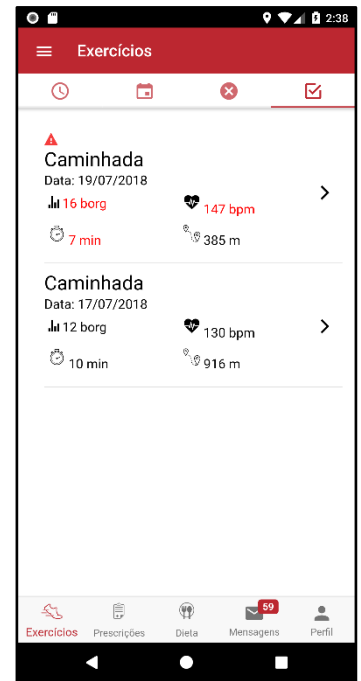 2:38
Exercícios
Caminhada
Data: 19/07/2018
16 borg 147 bpm
7 min 385 m
Caminhada
Data: 17/07/2018
12 borg 130 bpm
10 min 916 m
59
Exercícios Prescrições Dieta Mensagens Perfil